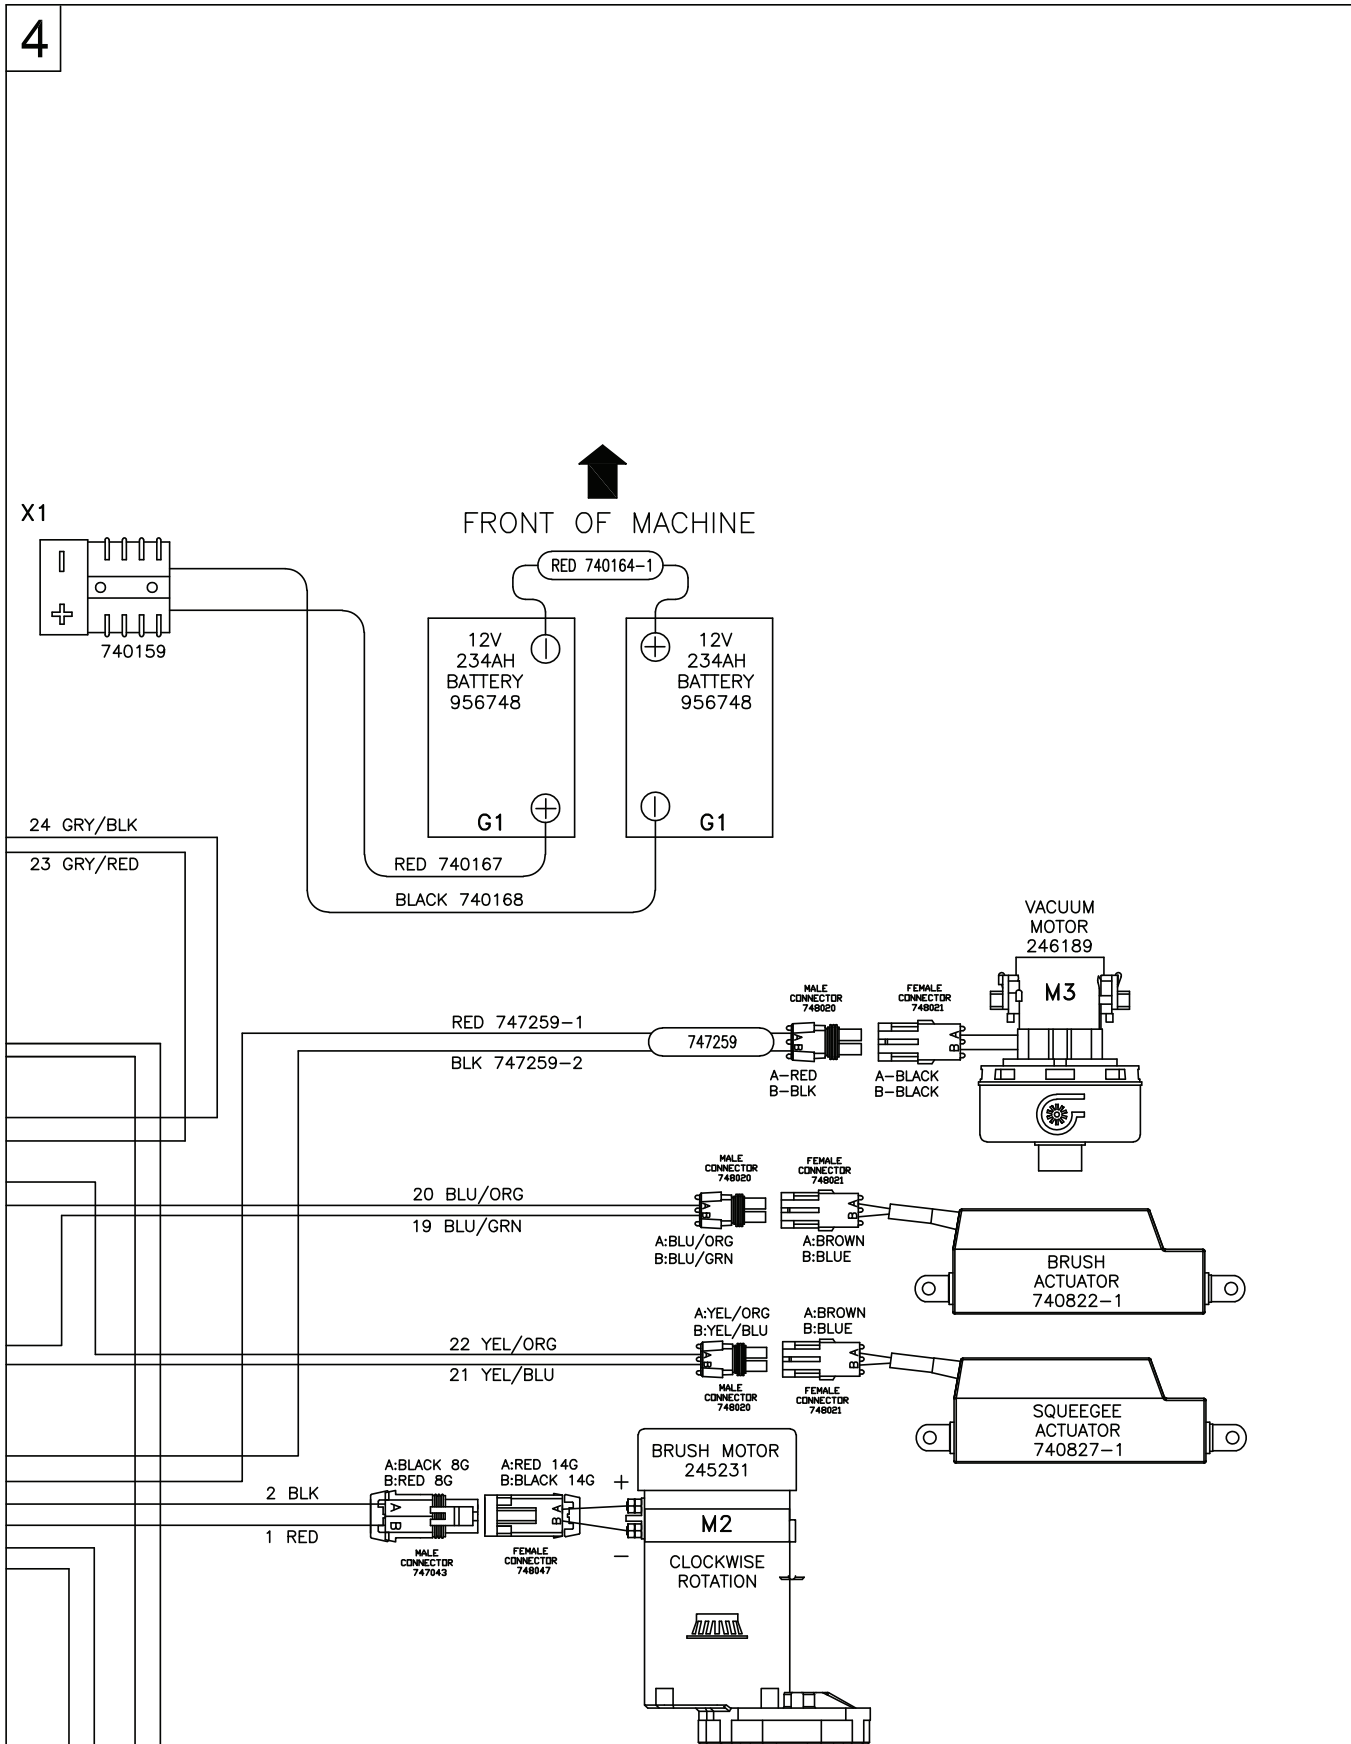 4
FRONT OF MACHINE
X1
-
+
740159
RED 740164-1
12V
234AH
BATTERY
956748
G1
12V
234AH
BATTERY
956748
G1
RED 740167
BLACK 740168
24 GRY/BLK
23 GRY/RED
VACUUM
MOTOR
246189
M3
RED 747259-1
BLK 747259-2
747259
MALE
CONNECTOR
748020
A
B
A-RED
B-BLK
FEMALE
CONNECTOR
748021
A
B
A-BLACK
B-BLACK
20 BLU/ORG
19 BLU/GRN
MALE
CONNECTOR
748020
A
B
A:BLU/ORG
B:BLU/GRN
FEMALE
CONNECTOR
748021
A
B
A:BROWN
B:BLUE
BRUSH
ACTUATOR
740822-1
22 YEL/ORG
21 YEL/BLU
A:YEL/ORG
B:YEL/BLU
A
B
MALE
CONNECTOR
748020
A:BROWN
B:BLUE
A
B
FEMALE
CONNECTOR
748021
SQUEEGEE
ACTUATOR
740827-1
2 BLK
1 RED
A:BLACK 8G
B:RED 8G
A
B
MALE
CONNECTOR
747043
A:RED 14G
B:BLACK 14G
A
B
FEMALE
CONNECTOR
748047
+
-
BRUSH MOTOR
245231
M2
CLOCKWISE
ROTATION